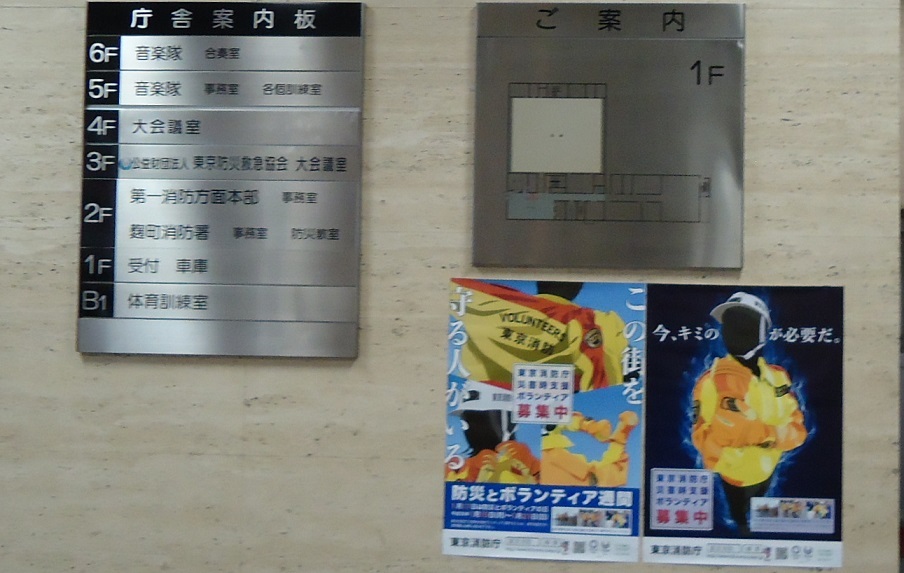 庁舎案内板
6F 音楽隊 合奏室
5F 音楽隊 事務室 各個訓練室
4F 大会議室
3F 公益財団法人 東京防災救急協会 大会議室
2F 第一消防方面本部 事務室
麹町消防署 事務室 防災教室
1F 受付 車庫
B1 体育訓練室
ご案内
1F
この街を
守る人がいる
VOLUNTEERS
東京消防
東京消防庁
災害時支援
ボランティア
募集中
防災とボランティア週間
東京消防庁
今、キミの が必要だ。
東京消防庁
災害時支援
ボランティア
募集中
東京消防庁